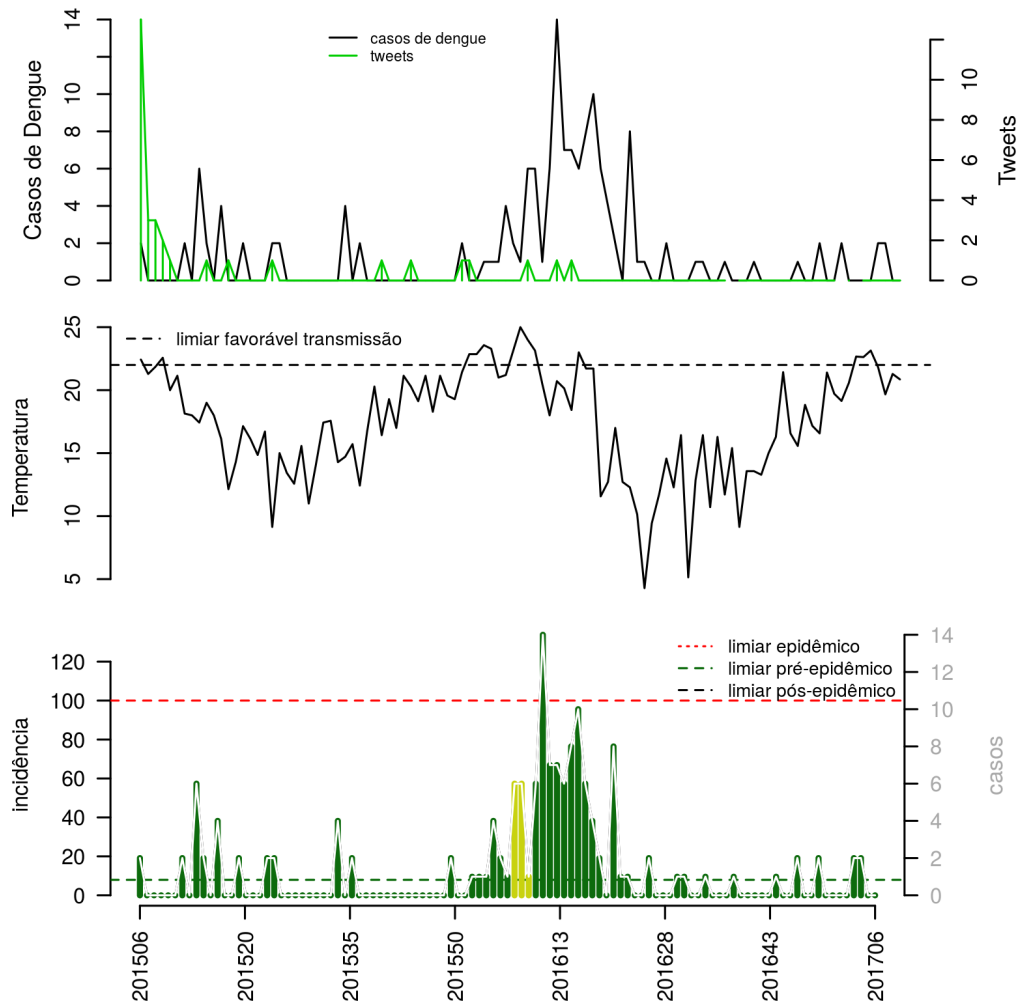 casos de dengue
tweets
Casos de Dengue
0 2 4 6 8 10 14
Tweets
0 2 4 6 8 10
limiar favorável transmissão
Temperatura
5 10 15 20 25
limiar epidêmico
limiar pré-epidêmico
limiar pós-epidêmico
incidência
0 20 40 60 80 100 120
casos
0 2 4 6 8 10 12 14
201506 201520 201535 201550 201613 201628 201643 201706